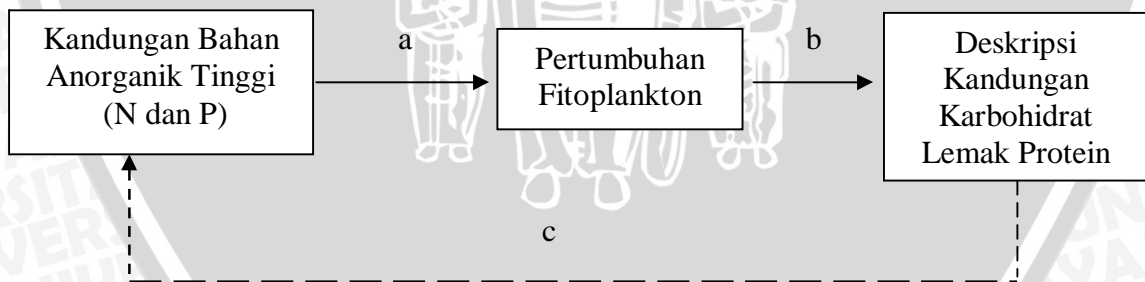 Kandungan Bahan
Anorganik Tinggi
(N dan P)
a
Pertumbuhan
Fitoplankton
b
Deskripsi
Kandungan
Karbohidrat
Lemak Protein
c